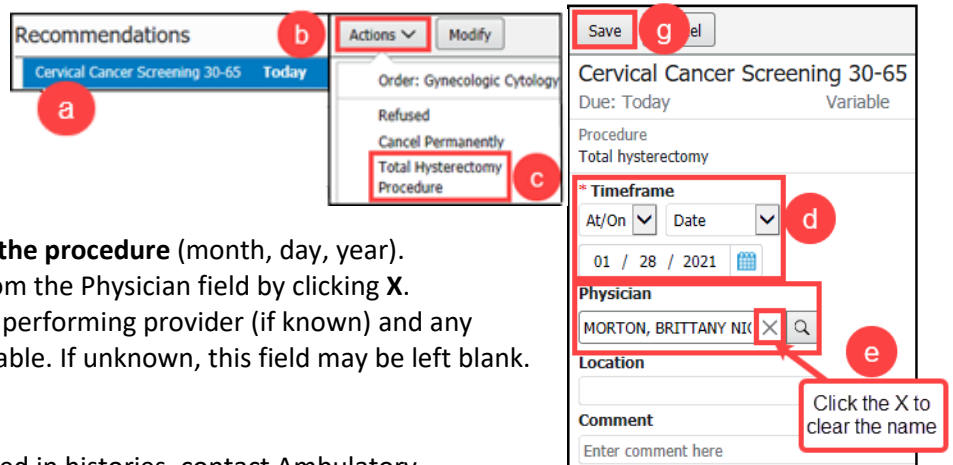 Recommendations
Cervical Cancer Screening 30-65 Today
a
b
Actions Modify
Order: Gynecologic Cytology
Refused
Cancel Permanently
Total Hysterectomy
Procedure
c
the procedure (month, day, year).
om the Physician field by clicking X.
performing provider (if known) and any
able. If unknown, this field may be left blank.
ed in histories, contact Ambulatory
Save g el
Cervical Cancer Screening 30-65
Due: Today Variable
Procedure
Total hysterectomy
* Timeframe
At/On Date
d
01 / 28 / 2021
Physician
MORTON, BRITTANY NI
e
Location
Click the X to
clear the name
Comment
Enter comment here